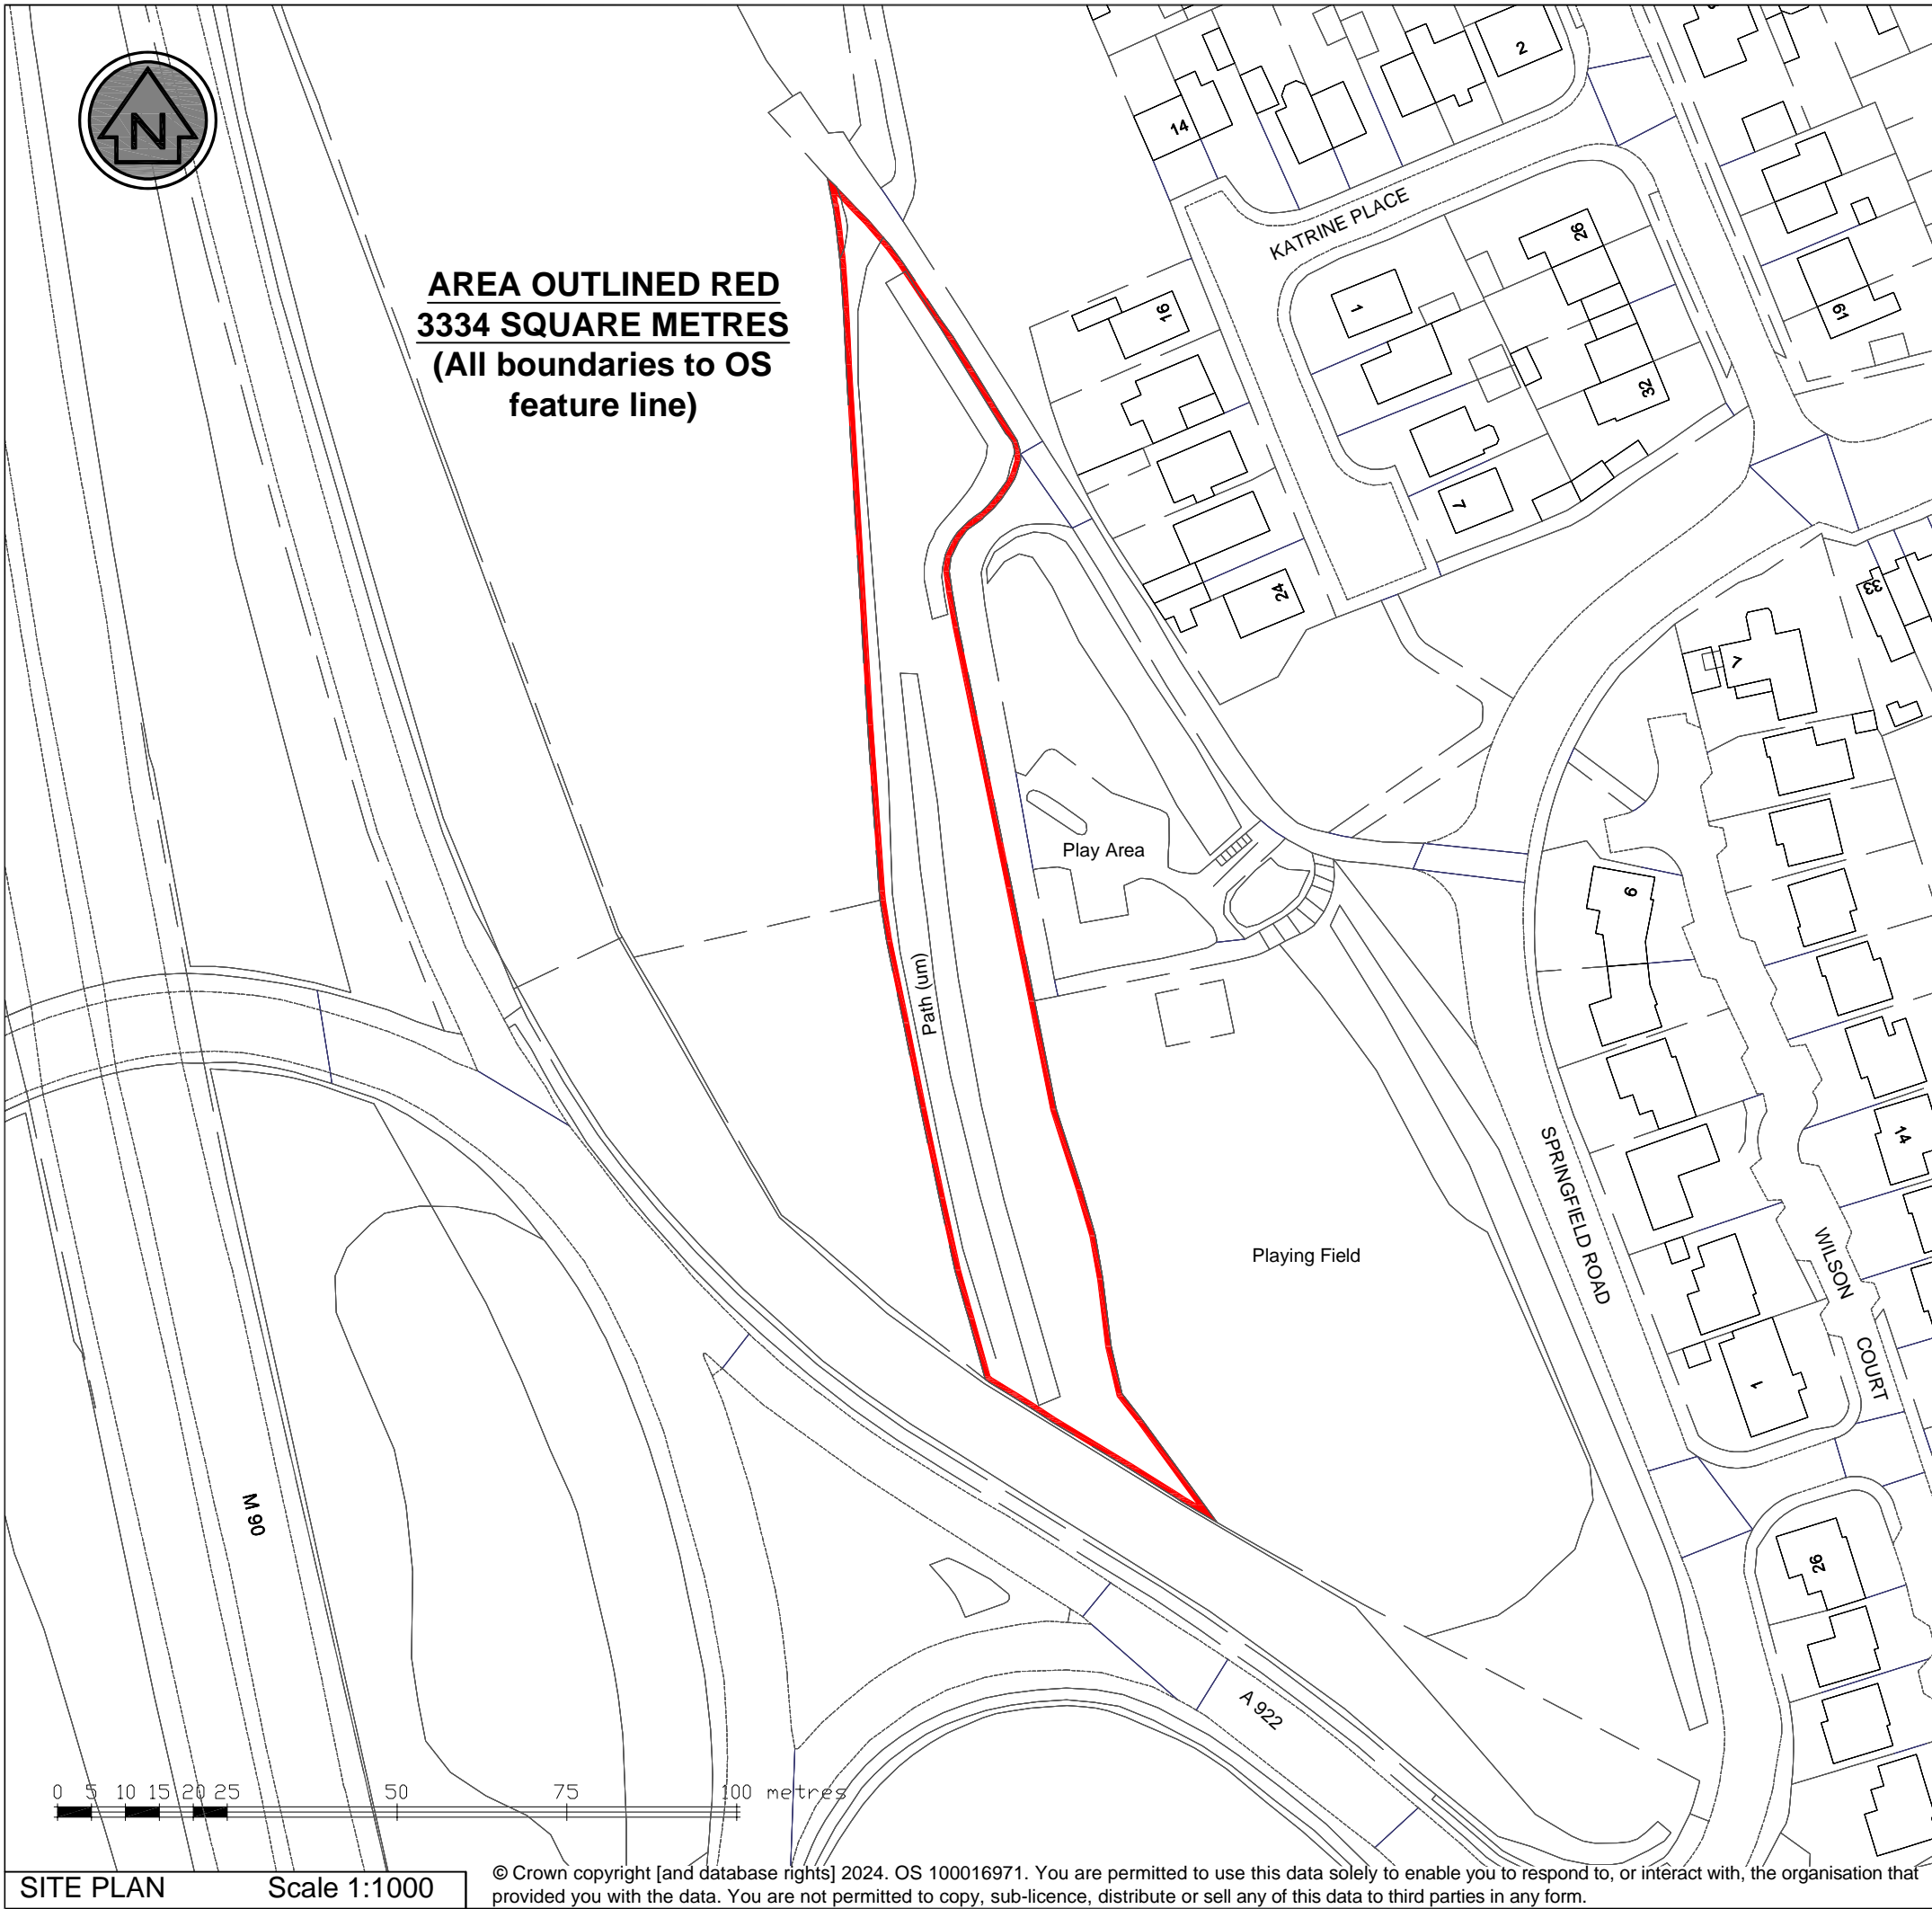 N
AREA OUTLINED RED
3334 SQUARE METRES
(All boundaries to OS
feature line)
2
14
KATRINE PLACE
26
1
16
19
32
7
24
33
7
Play Area
9
Path (um)
14
SPRINGFIELD ROAD
WILSON
COURT
Playing Field
1
M 90
26
A 922
0 5 10 15 20 25 50 75 100 metres
SITE PLAN Scale 1:1000
© Crown copyright [and database rights] 2024. OS 100016971. You are permitted to use this data solely to enable you to respond to, or interact with, the organisation that
provided you with the data. You are not permitted to copy, sub-licence, distribute or sell any of this data to third parties in any form.